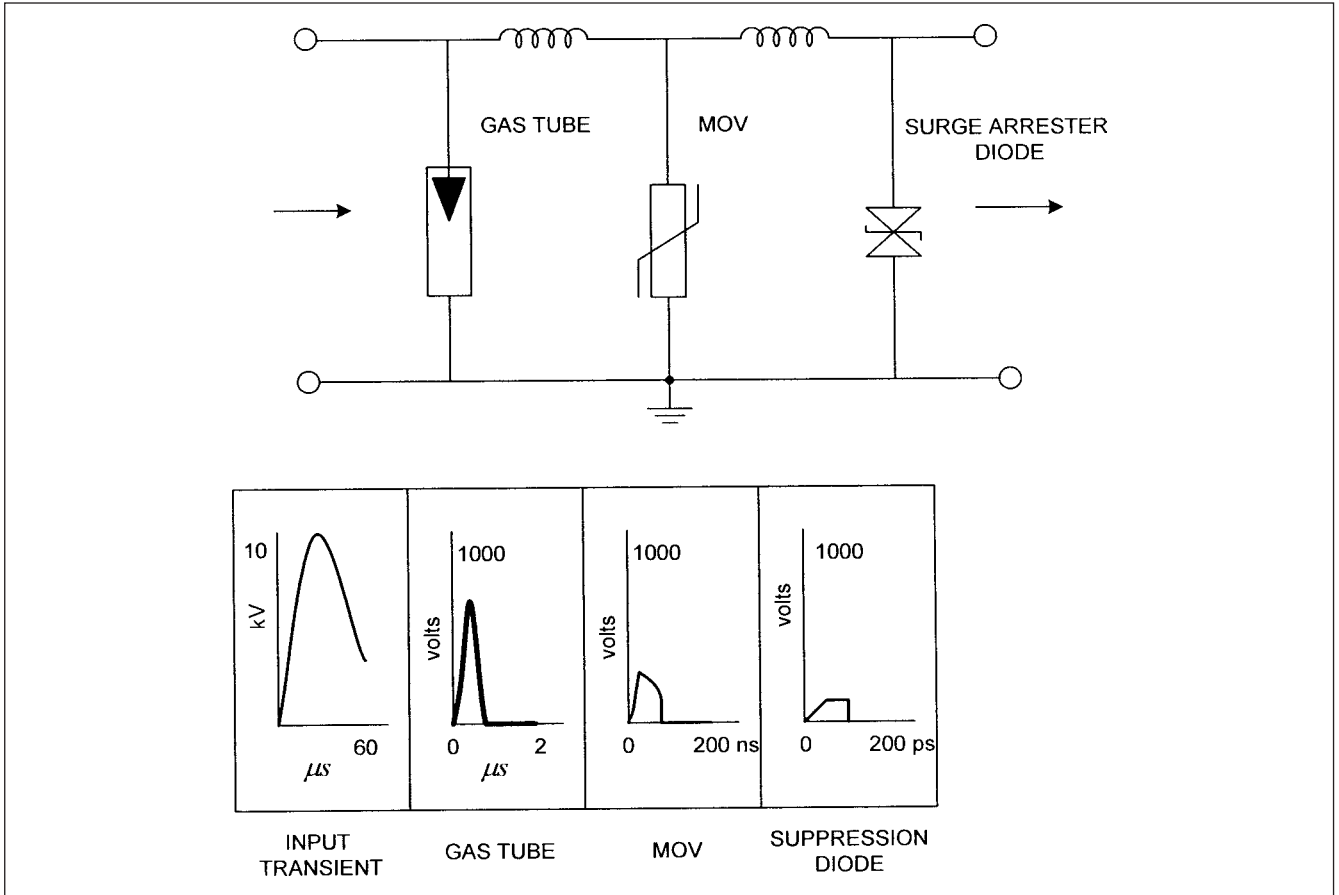 GAS TUBE
MOV
SURGE ARRESTER
DIODE
10
kV
60
μs
1000
volts
0
2
μs
1000
volts
0
200 ns
1000
volts
0
200 ps
INPUT
TRANSIENT
GAS TUBE
MOV
SUPPRESSION
DIODE